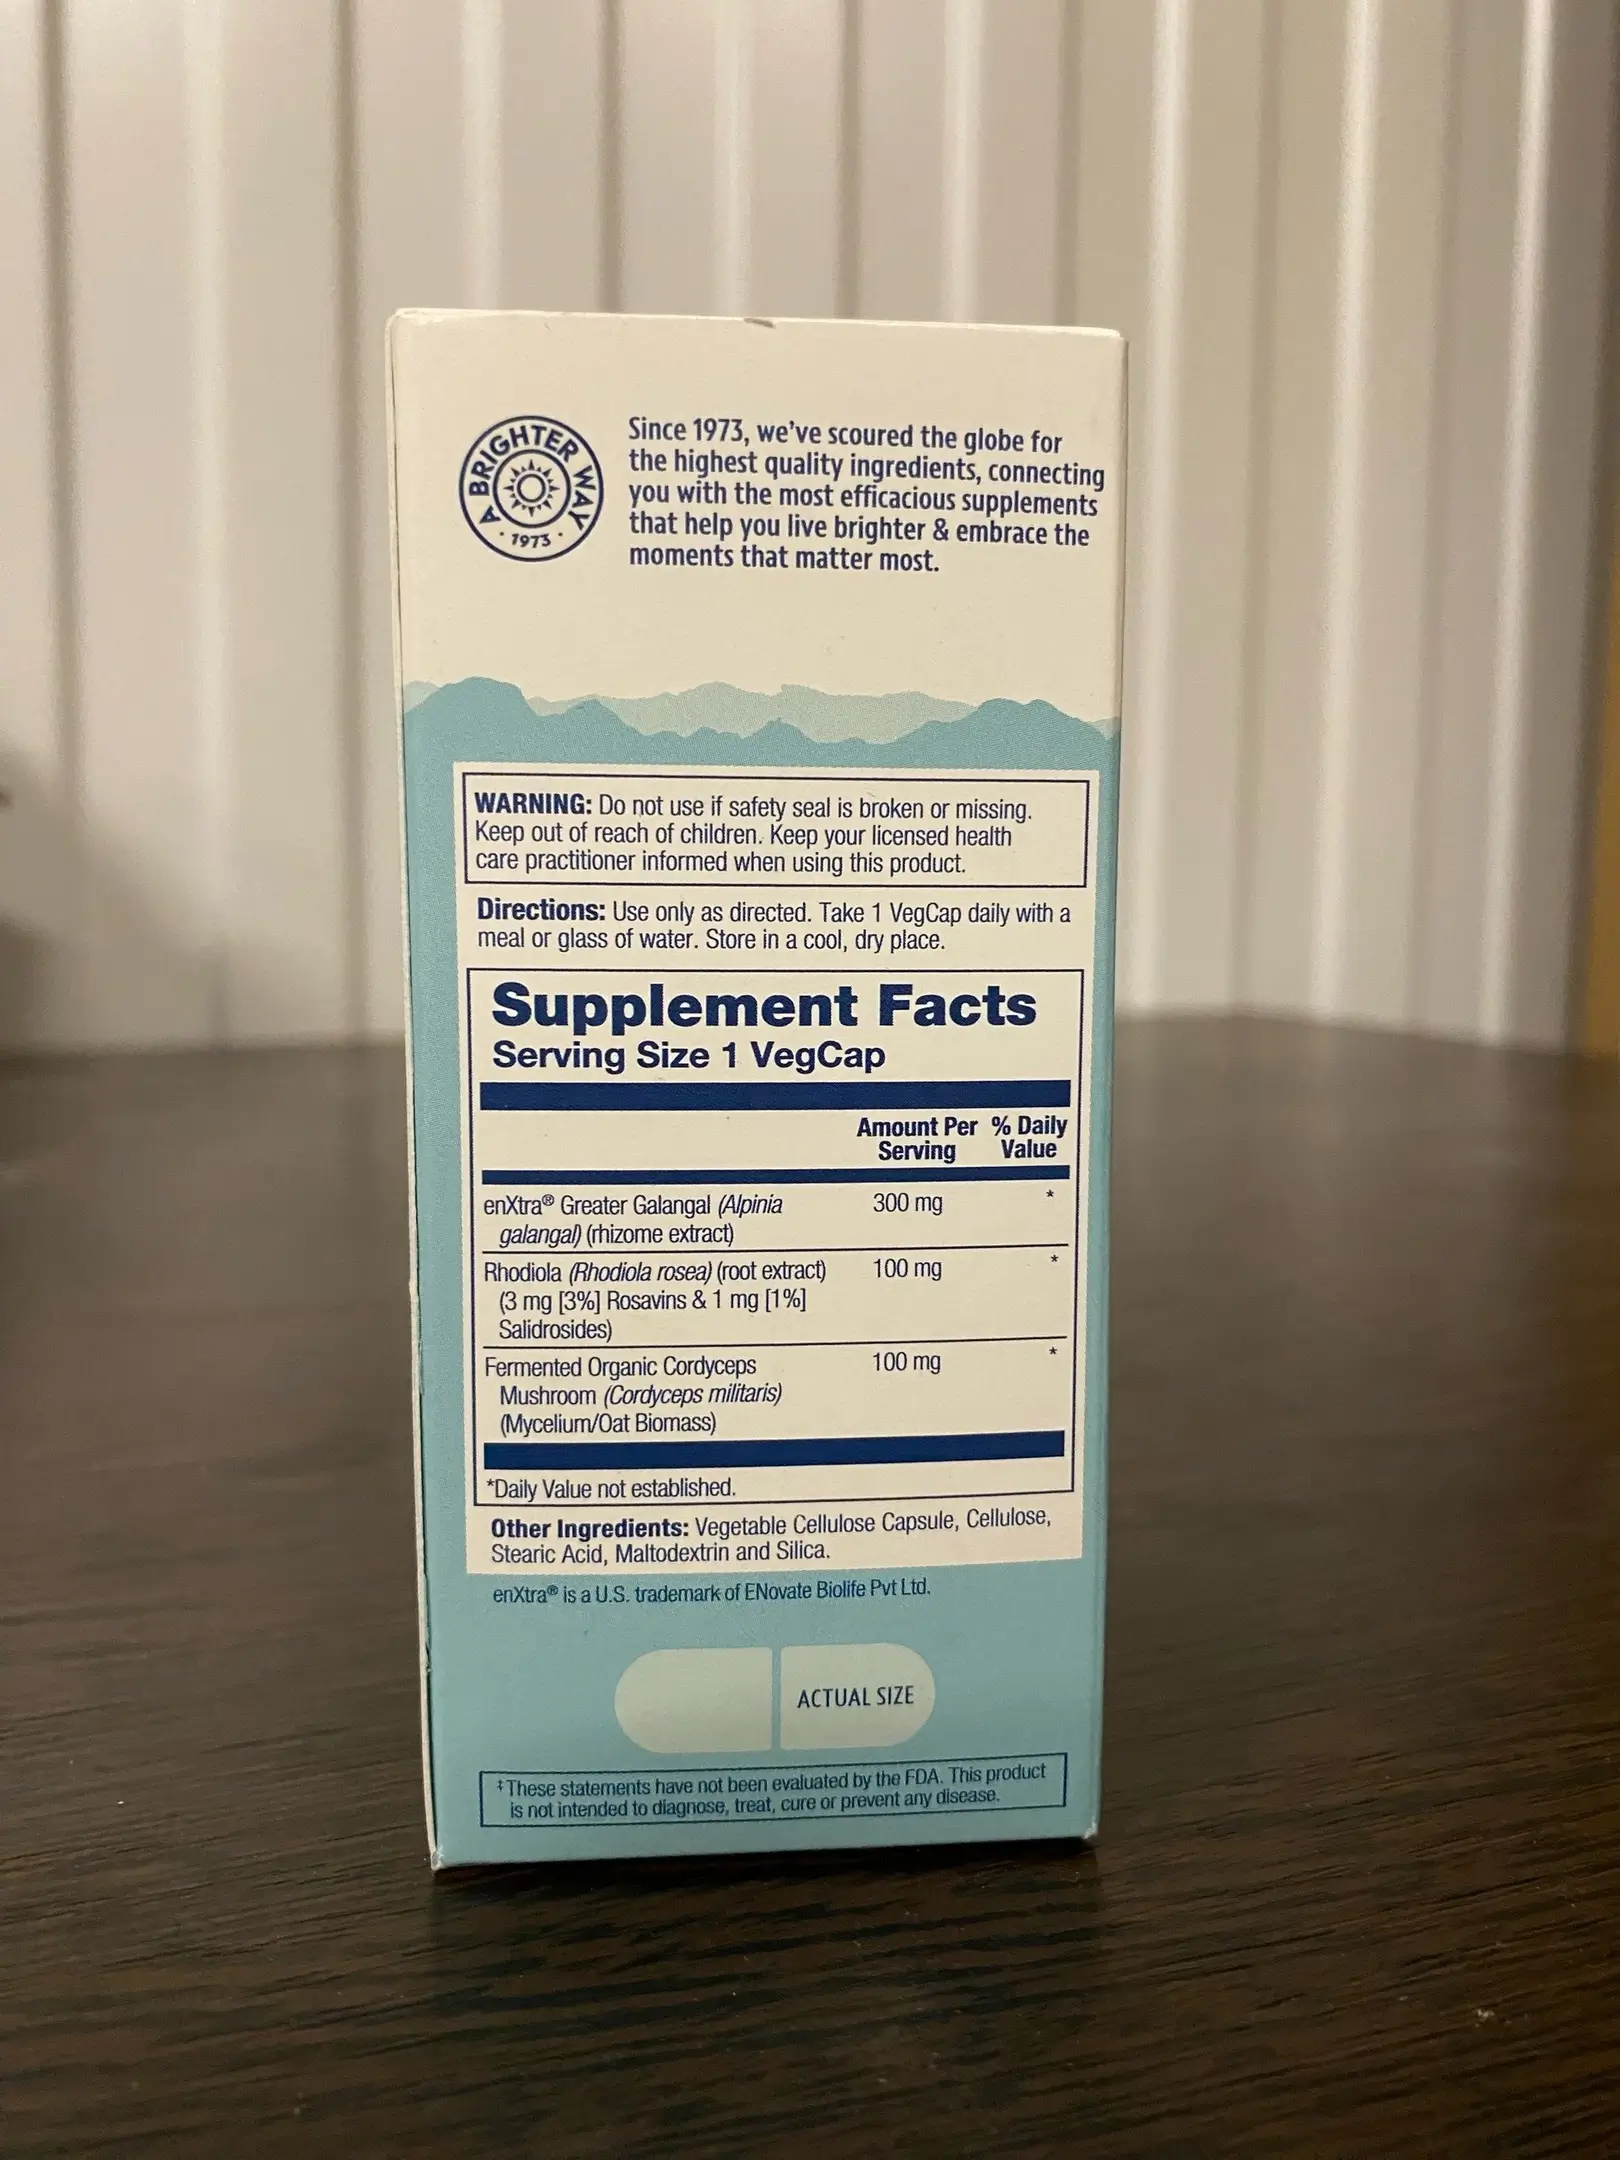 A BRIGHTER WAY
• 1973 •
Since 1973, we've scoured the globe for
the highest quality ingredients, connecting
you with the most efficacious supplements
that help you live brighter & embrace the
moments that matter most.
WARNING: Do not use if safety seal is broken or missing.
Keep out of reach of children. Keep your licensed health
care practitioner informed when using this product.
Directions: Use only as directed. Take 1 VegCap daily with a
meal or glass of water. Store in a cool, dry place.
Supplement Facts
Serving Size 1 VegCap
Amount Per % Daily
Serving Value
enXtra® Greater Galangal (Alpinia 300 mg *
galangal) (rhizome extract)
Rhodiola (Rhodiola rosea) (root extract) 100 mg *
(3 mg [3%] Rosavins & 1 mg [1%]
Salidrosides)
Fermented Organic Cordyceps 100 mg *
Mushroom (Cordyceps militaris)
(Mycelium/Oat Biomass)
*Daily Value not established.
Other Ingredients: Vegetable Cellulose Capsule, Cellulose,
Stearic Acid, Maltodextrin and Silica.
enXtra® is a U.S. trademark of ENovate Biolife Pvt Ltd.
ACTUAL SIZE
‡These statements have not been evaluated by the FDA. This product
is not intended to diagnose, treat, cure or prevent any disease.